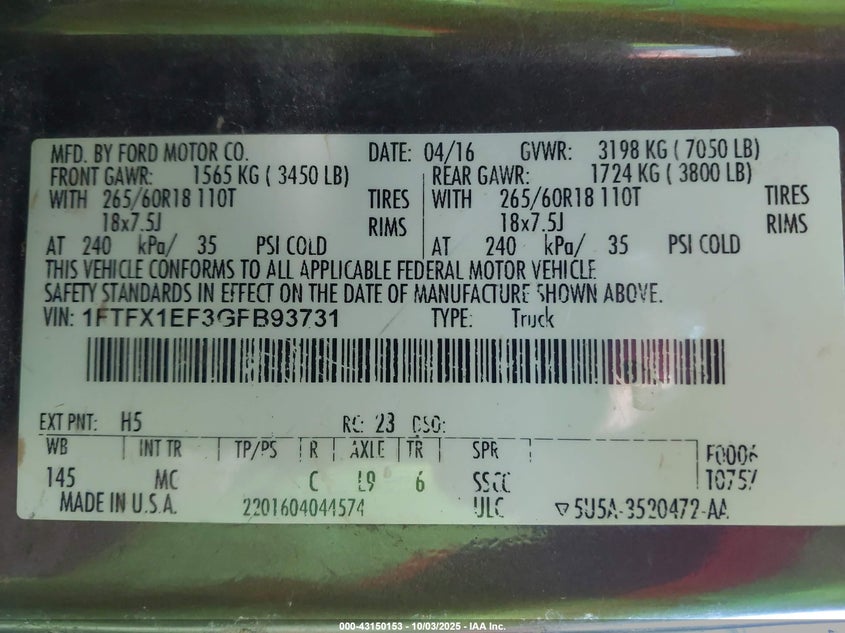 MFD. BY FORD MOTOR CO. DATE: 04/16 GVWR: 3198 KG ( 7050 LB)
FRONT GAWR: 1565 KG ( 3450 LB) REAR GAWR: 1724 KG ( 3800 LB)
WITH 265/60R18 110T TIRES WITH 265/60R18 110T TIRES
18x7.5J RIMS 18x7.5J RIMS
AT 240 kPa/ 35 PSI COLD AT 240 kPa/ 35 PSI COLD
THIS VEHICLE CONFORMS TO ALL APPLICABLE FEDERAL MOTOR VEHICLE
SAFETY STANDARDS IN EFFECT ON THE DATE OF MANUFACTURE SHOWN ABOVE.
VIN: 1FTFX1EF3GFB93731 TYPE: Truck
EXT PNT: H5 RC: 23 DSO:
WB INT TR TP/PS R AXLE TR SPR F0006
145 MC C L9 6 SSCC T0757
MADE IN U.S.A. 2201604044574 ULC 5U5A-3520472-AA
000-43150153 - 10/03/2025 - IAA Inc.